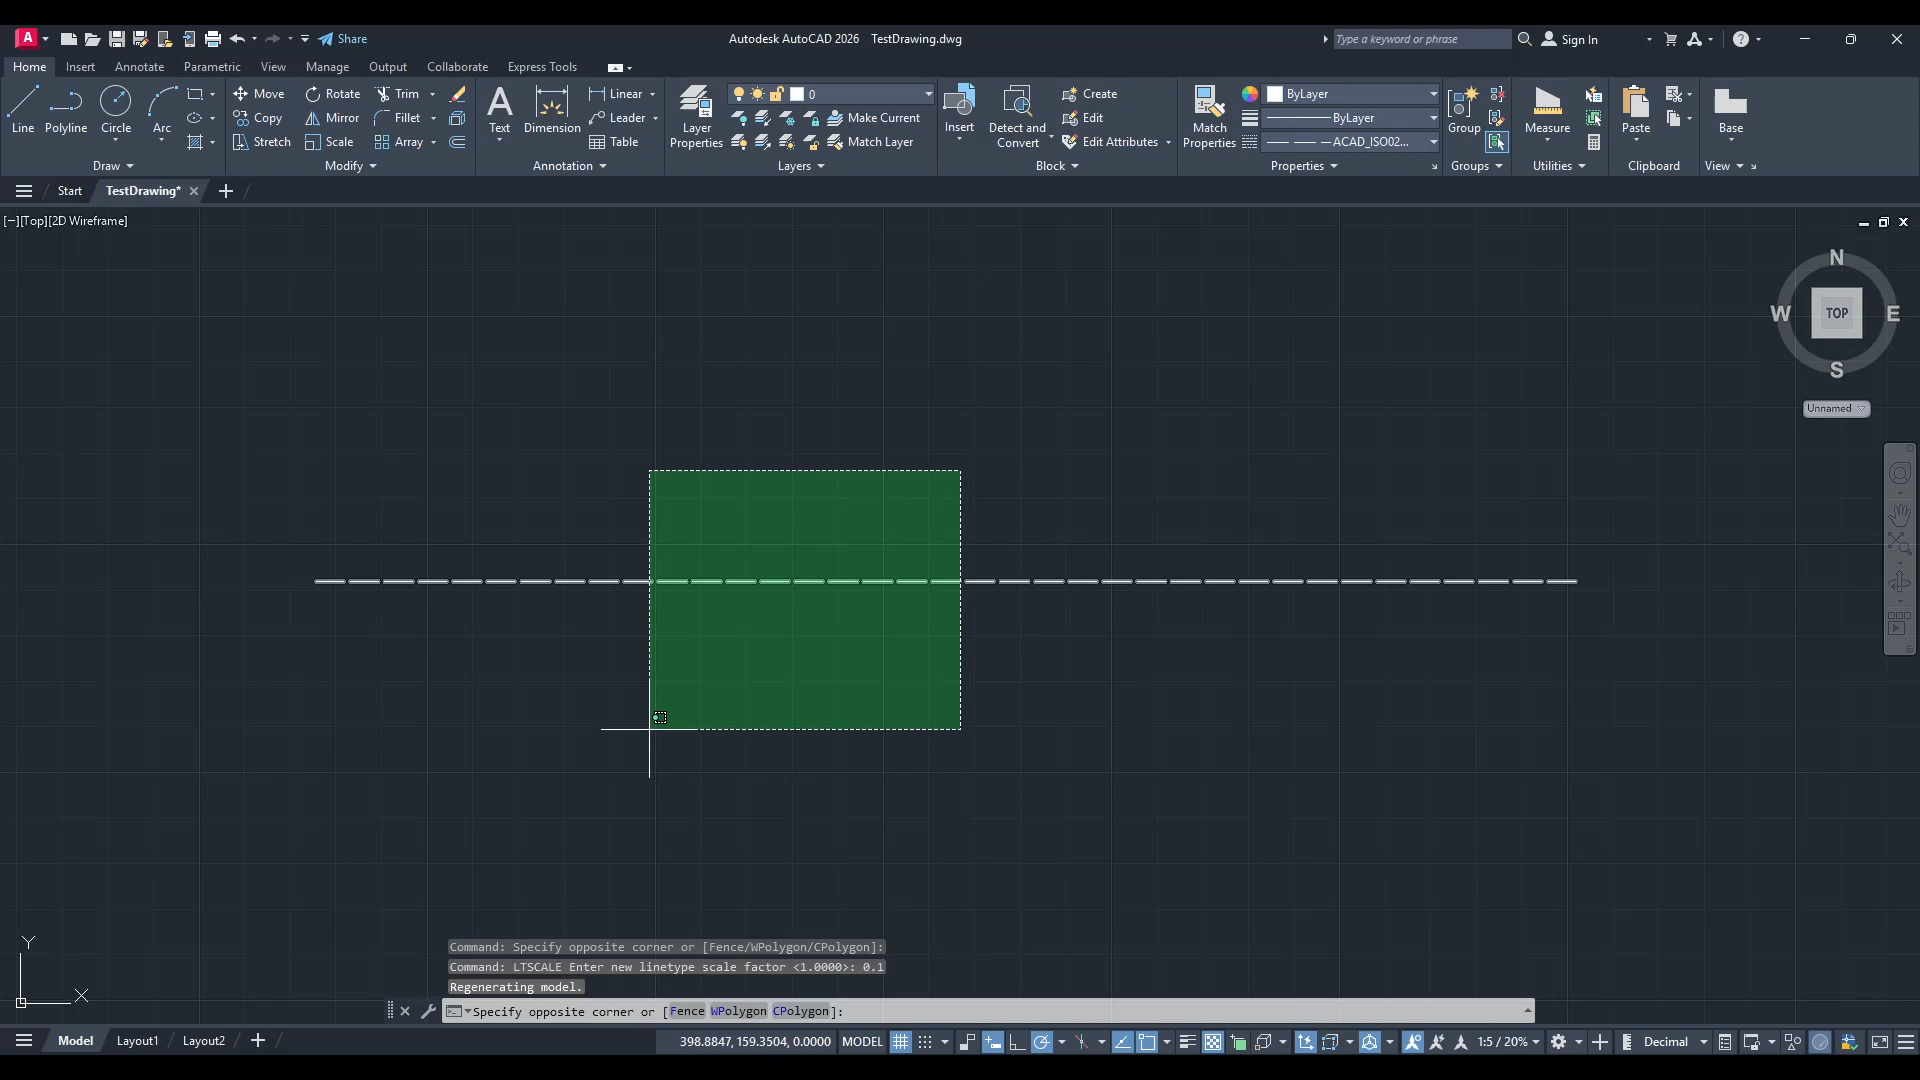 A Share Autodesk AutoCAD 2026 TestDrawing.dwg Type a keyword or phrase Sign In
Home Insert Annotate Parametric View Manage Output Collaborate Express Tools
Line Polyline Circle Arc
Move Rotate Trim
Copy Mirror Fillet
Stretch Scale Array
Text Dimension
Linear
Leader
Table
Layer Properties
0
Make Current
Match Layer
Insert Detect and Convert
Create
Edit
Edit Attributes
Match Properties
ByLayer
ByLayer
ACAD_ISO02...
Group Measure Paste Base
Draw Modify Annotation Layers Block Properties Groups Utilities Clipboard View
Start TestDrawing* 
[−][Top][2D Wireframe]
N
W TOP E
S
Unnamed
Y
X
Command: Specify opposite corner or [Fence/WPolygon/CPolygon]:
Command: LTSCALE Enter new linetype scale factor <1.0000>: 0.1
Regenerating model.
Specify opposite corner or [Fence WPolygon CPolygon]:
Model Layout1 Layout2 398.8847, 159.3504, 0.0000 MODEL 1:5 / 20% Decimal